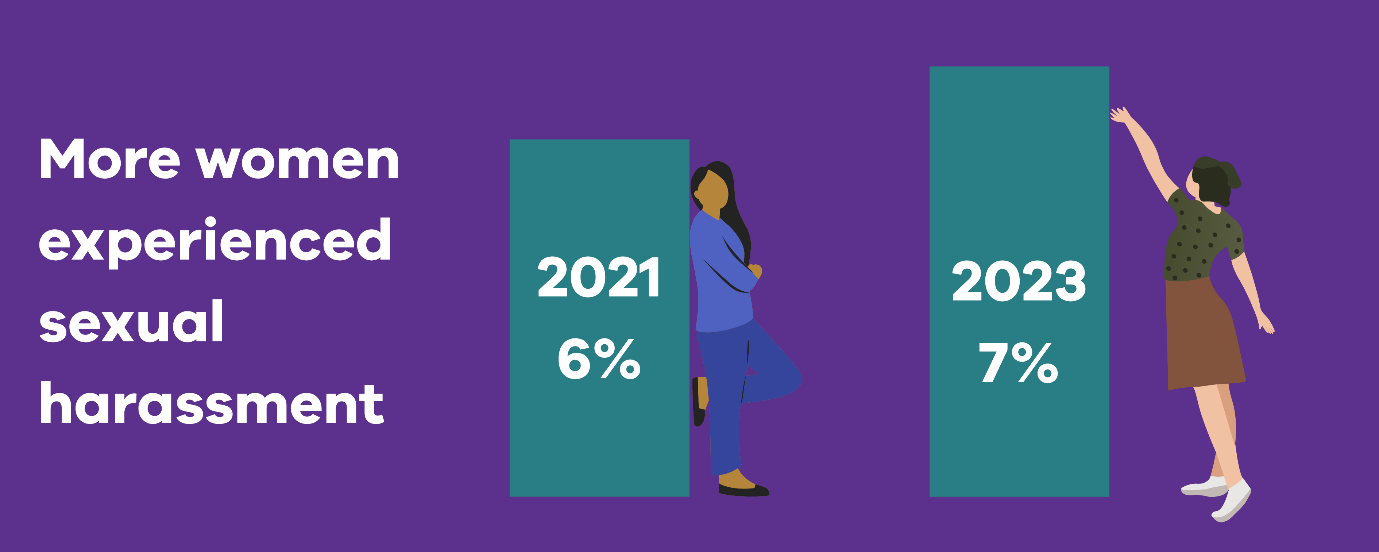 More women
experienced
sexual
harassment
2021
6%
2023
7%